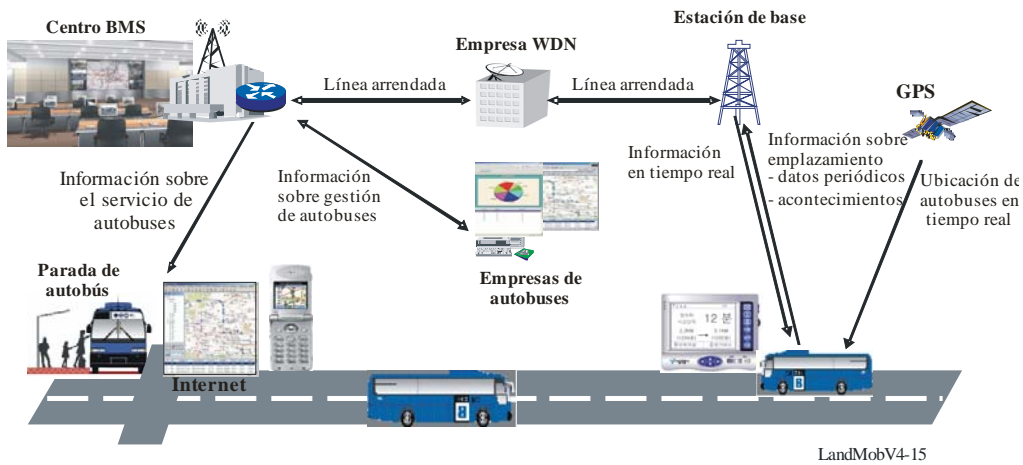 Centro BMS
Empresa WDN
Estación de base
GPS
Línea arrendada
Línea arrendada
Información sobre
el servicio de
autobuses
Información
sobre gestión
de autobuses
Información
en tiempo real
Información sobre
emplazamiento
- datos periódicos
- acontecimientos
Ubicación de
autobuses en
tiempo real
Parada de
autobús
Internet
Empresas de
autobuses
12 분
LandMobV4-15